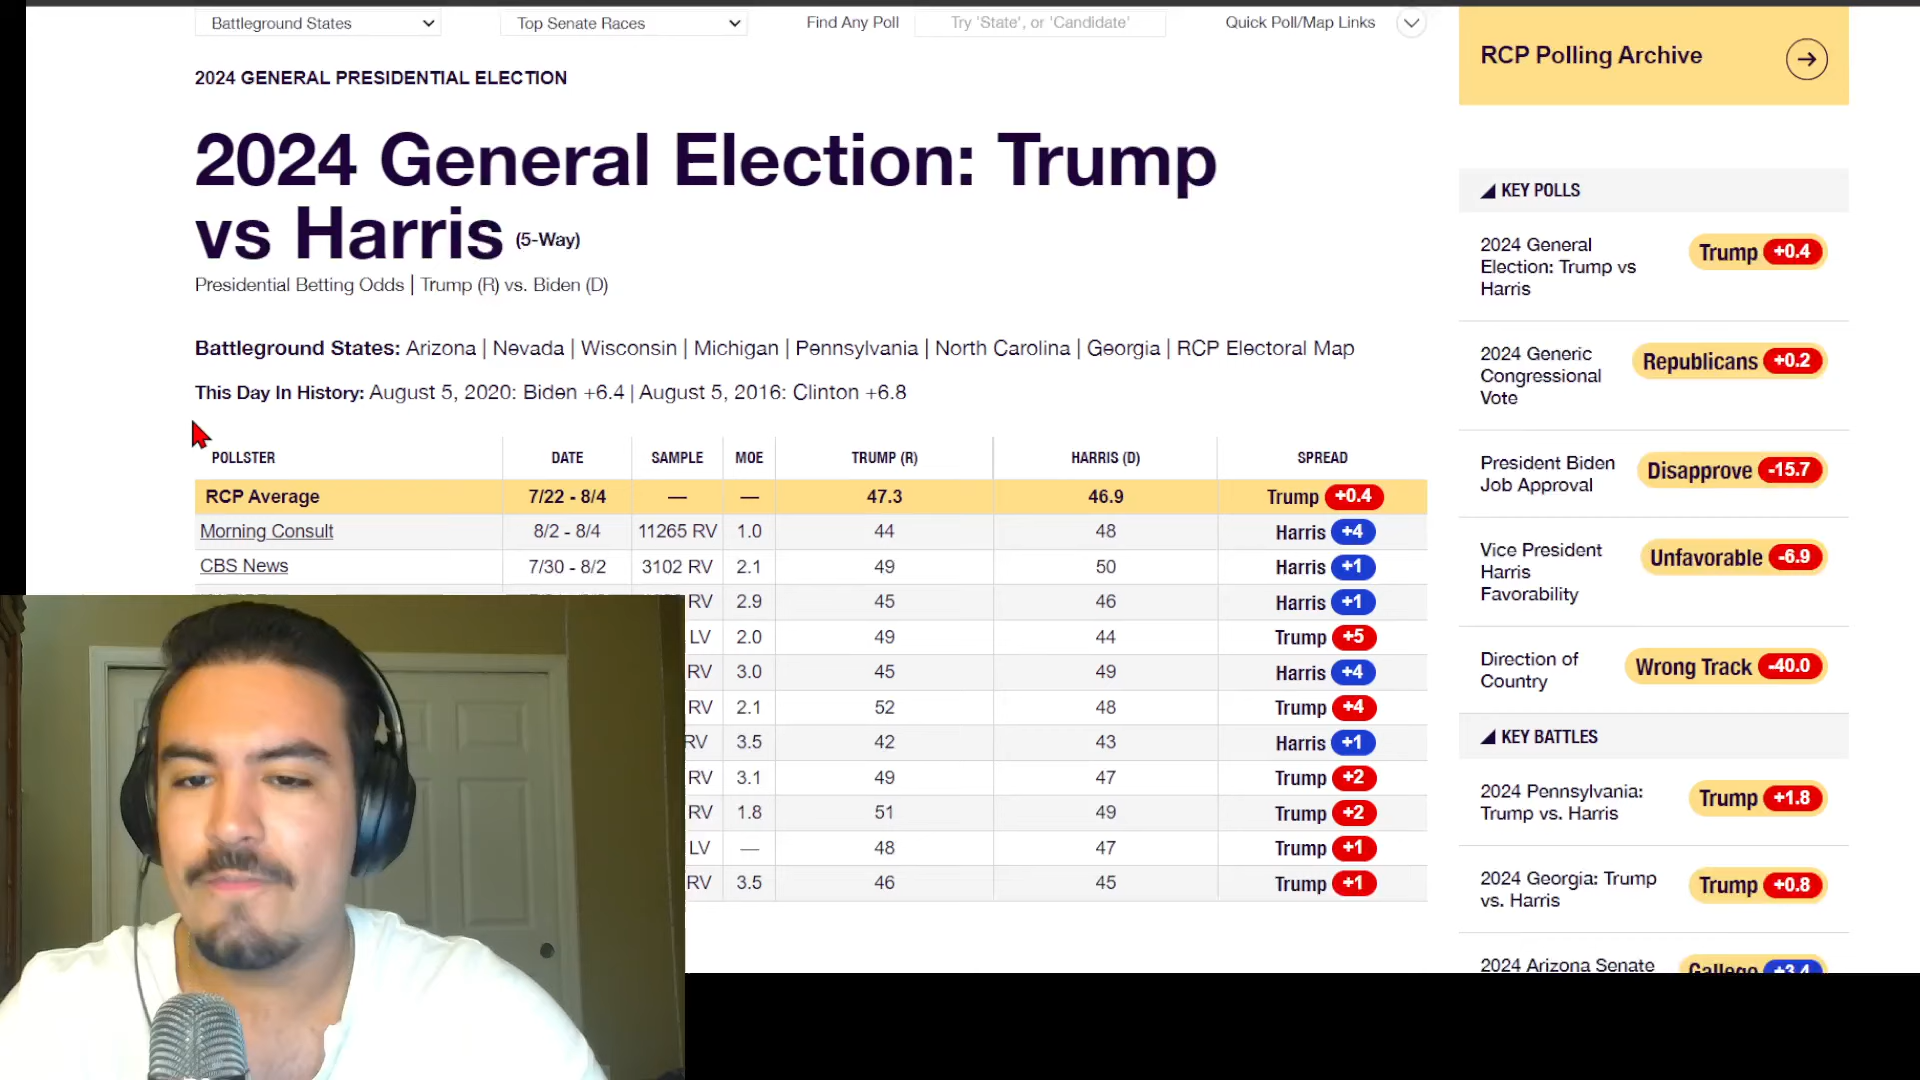 Battleground States
Top Senate Races
Find Any Poll
Try 'State', or 'Candidate'
Quick Poll/Map Links
2024 GENERAL PRESIDENTIAL ELECTION
2024 General Election: Trump
vs Harris (5-Way)
Presidential Betting Odds | Trump (R) vs. Biden (D)
Battleground States: Arizona | Nevada | Wisconsin | Michigan | Pennsylvania | North Carolina | Georgia | RCP Electoral Map
This Day In History: August 5, 2020: Biden +6.4 | August 5, 2016: Clinton +6.8
POLLSTER DATE SAMPLE MOE TRUMP (R) HARRIS (D) SPREAD
RCP Average 7/22 - 8/4 — — 47.3 46.9 Trump +0.4
Morning Consult 8/2 - 8/4 11265 RV 1.0 44 48 Harris +4
CBS News 7/30 - 8/2 3102 RV 2.1 49 50 Harris +1
RV 2.9 45 46 Harris +1
LV 2.0 49 44 Trump +5
RV 3.0 45 49 Harris +4
RV 2.1 52 48 Trump +4
RV 3.5 42 43 Harris +1
RV 3.1 49 47 Trump +2
RV 1.8 51 49 Trump +2
LV — 48 47 Trump +1
RV 3.5 46 45 Trump +1
RCP Polling Archive
KEY POLLS
2024 General
Election: Trump vs
Harris
Trump +0.4
2024 Generic
Congressional
Vote
Republicans +0.2
President Biden
Job Approval
Disapprove -15.7
Vice President
Harris
Favorability
Unfavorable -6.9
Direction of
Country
Wrong Track -40.0
KEY BATTLES
2024 Pennsylvania:
Trump vs. Harris
Trump +1.8
2024 Georgia: Trump
vs. Harris
Trump +0.8
2024 Arizona Senate
Gallego +3.4